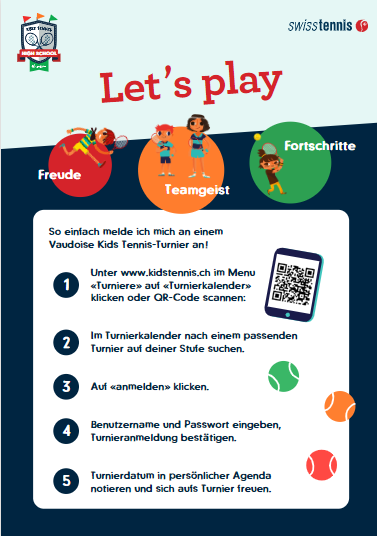 KIDS TENNIS
HIGH SCHOOL
swisstennis
Let's play
Freude
Teamgeist
Fortschritte
So einfach melde ich mich an einem
Vaudoise Kids Tennis-Turnier an!
1
Unter www.kidstennis.ch im Menu
«Turniere» auf «Turnierkalender»
klicken oder QR-Code scannen:
2
Im Turnierkalender nach einem passenden
Turnier auf deiner Stufe suchen.
3
Auf «anmelden» klicken.
4
Benutzername und Passwort eingeben,
Turnieranmeldung bestätigen.
5
Turnierdatum in persönlicher Agenda
notieren und sich aufs Turnier freuen.